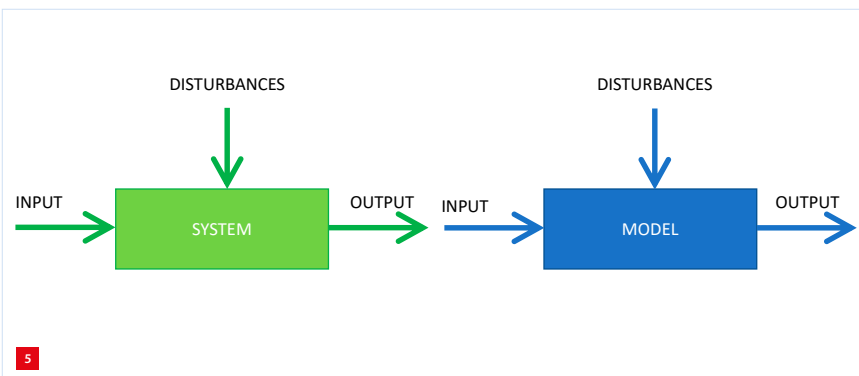 DISTURBANCES
DISTURBANCES
INPUT
OUTPUT
INPUT
OUTPUT
SYSTEM
MODEL
5